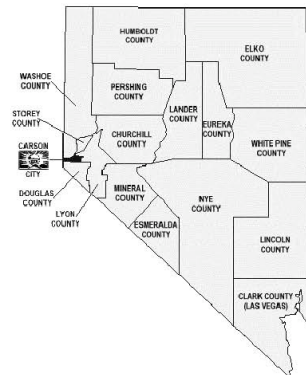 HUMBOLDT
COUNTY
ELKO
COUNTY
WASHOE
COUNTY
PERSHING
COUNTY
LANDER
COUNTY
EUREKA
COUNTY
STOREY
COUNTY
CHURCHILL
COUNTY
WHITE PINE
COUNTY
CARSON
CITY
DOUGLAS
COUNTY
LYON
COUNTY
MINERAL
COUNTY
NYE
COUNTY
ESMERALDA
COUNTY
LINCOLN
COUNTY
CLARK COUNTY
(LAS VEGAS)